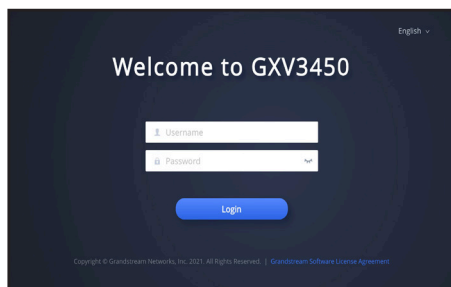 English
Welcome to GXV3450
Username
Password
Login
Copyright © Grandstream Networks, Inc. 2021. All Rights Reserved. | Grandstream Software License Agreement